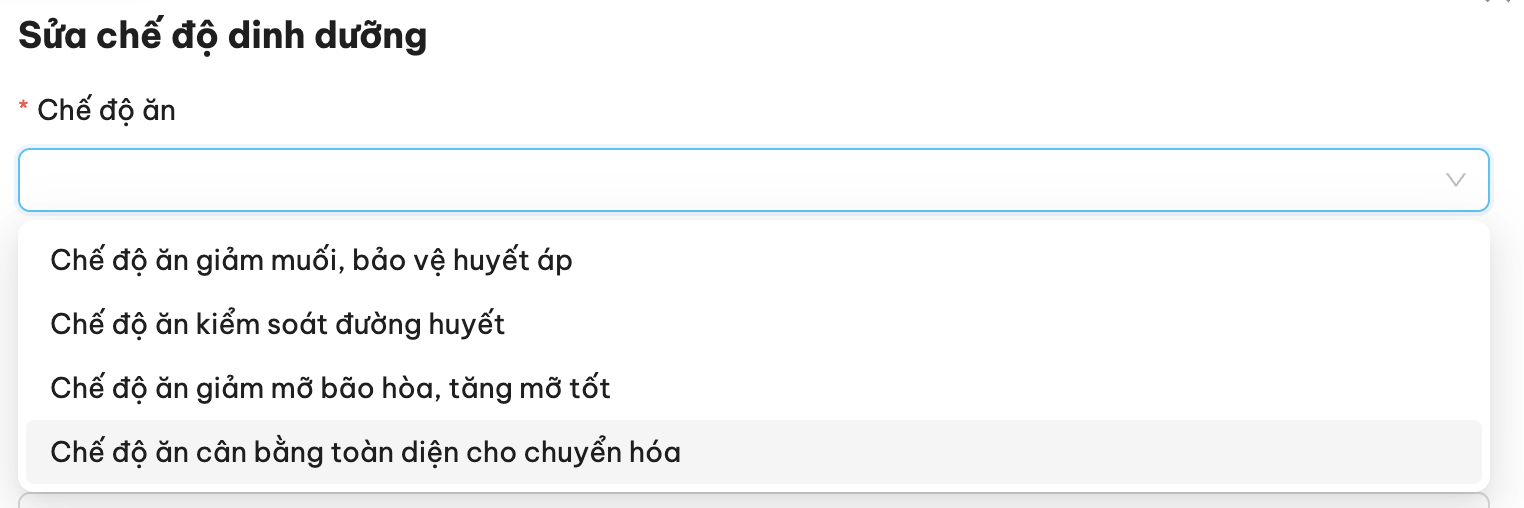 Sửa chế độ dinh dưỡng
* Chế độ ăn
Chế độ ăn giảm muối, bảo vệ huyết áp
Chế độ ăn kiểm soát đường huyết
Chế độ ăn giảm mỡ bão hòa, tăng mỡ tốt
Chế độ ăn cân bằng toàn diện cho chuyển hóa